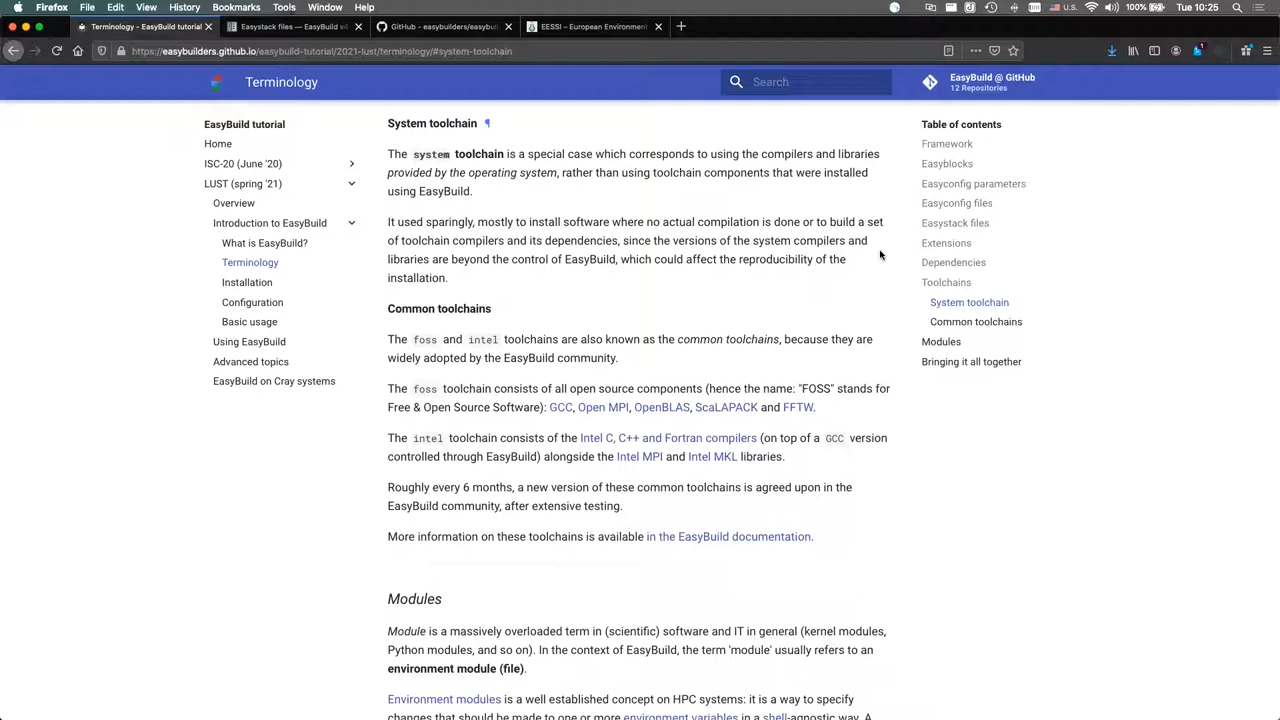 Firefox File Edit View History Bookmarks Tools Window Help
100% Tue 10:25
Terminology - EasyBuild tutorial
Easystack files — EasyBuild v
GitHub - easybuilders/easybui
EESSI – European Environment
https://easybuilders.github.io/easybuild-tutorial/2021-lust/terminology/#system-toolchain
Terminology
Search
EasyBuild @ GitHub
12 Repositories
EasyBuild tutorial
Home
ISC-20 (June '20)
LUST (spring '21)
Overview
Introduction to EasyBuild
What is EasyBuild?
Terminology
Installation
Configuration
Basic usage
Using EasyBuild
Advanced topics
EasyBuild on Cray systems
System toolchain ¶
The system toolchain is a special case which corresponds to using the compilers and libraries
provided by the operating system, rather than using toolchain components that were installed
using EasyBuild.
It used sparingly, mostly to install software where no actual compilation is done or to build a set
of toolchain compilers and its dependencies, since the versions of the system compilers and
libraries are beyond the control of EasyBuild, which could affect the reproducibility of the
installation.
Common toolchains
The foss and intel toolchains are also known as the common toolchains, because they are
widely adopted by the EasyBuild community.
The foss toolchain consists of all open source components (hence the name: "FOSS" stands for
Free & Open Source Software): GCC, Open MPI, OpenBLAS, ScaLAPACK and FFTW.
The intel toolchain consists of the Intel C, C++ and Fortran compilers (on top of a GCC version
controlled through EasyBuild) alongside the Intel MPI and Intel MKL libraries.
Roughly every 6 months, a new version of these common toolchains is agreed upon in the
EasyBuild community, after extensive testing.
More information on these toolchains is available in the EasyBuild documentation.
Modules
Module is a massively overloaded term in (scientific) software and IT in general (kernel modules,
Python modules, and so on). In the context of EasyBuild, the term 'module' usually refers to an
environment module (file).
Environment modules is a well established concept on HPC systems: it is a way to specify
changes that should be made to one or more environment variables in a shell-agnostic way. A
Table of contents
Framework
Easyblocks
Easyconfig parameters
Easyconfig files
Easystack files
Extensions
Dependencies
Toolchains
System toolchain
Common toolchains
Modules
Bringing it all together